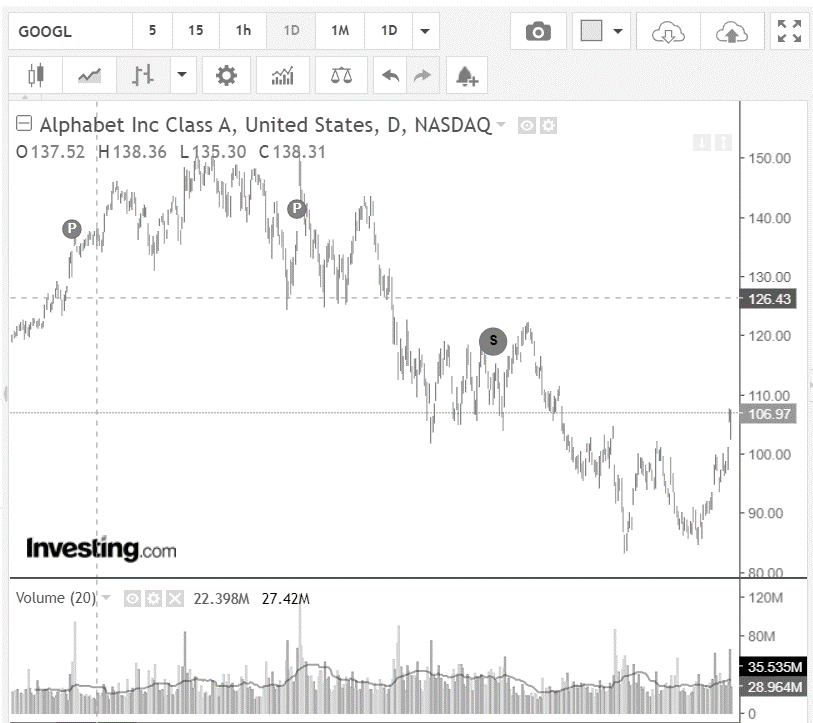 GOOGL 5 15 1h 1D 1M 1D
Alphabet Inc Class A, United States, D, NASDAQ
O 137.52 H 138.36 L 135.30 C 138.31
150.00
P
P
140.00
130.00
126.43
120.00
S
110.00
106.97
100.00
90.00
Investing.com
80.00
Volume (20) 22.398M 27.42M
120M
80M
35.535M
28.964M
0